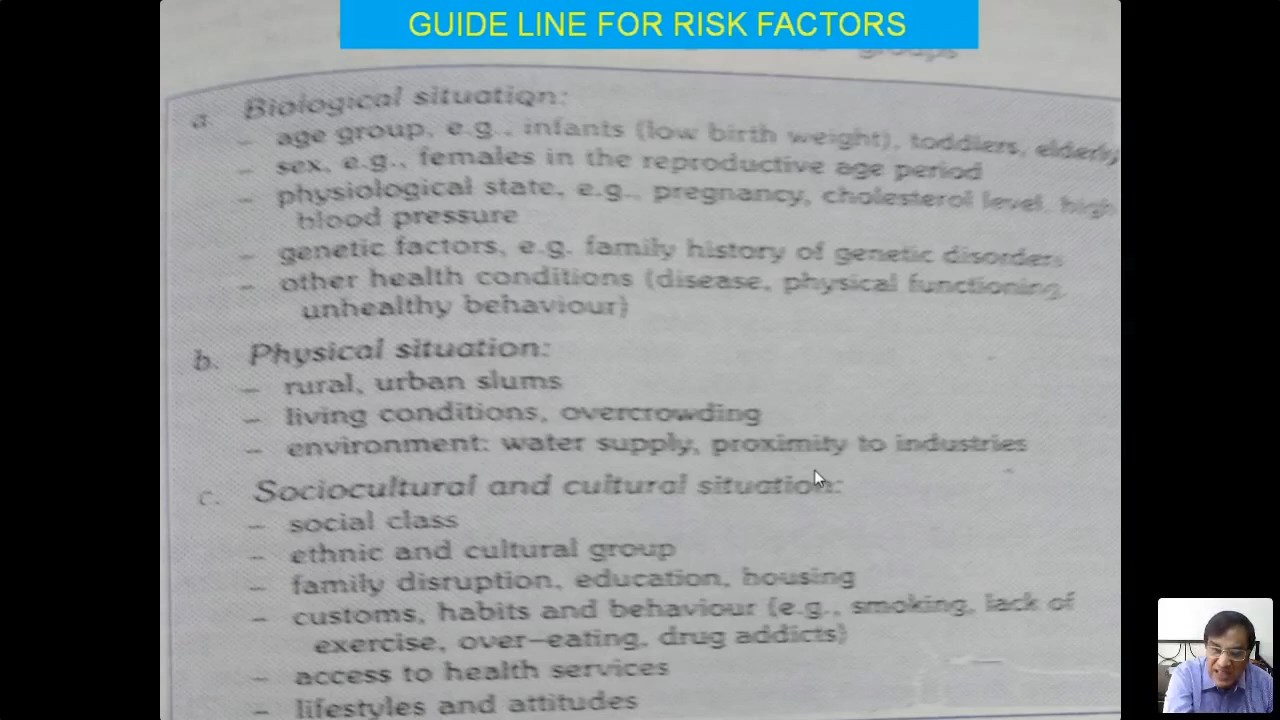 GUIDE LINE FOR RISK FACTORS
groups
a. Biological situation:
– age group, e.g., infants (low birth weight), toddlers, elderly
– sex, e.g., females in the reproductive age period
– physiological state, e.g., pregnancy, cholesterol level, high
blood pressure
– genetic factors, e.g. family history of genetic disorders
– other health conditions (disease, physical functioning,
unhealthy behaviour)
b. Physical situation:
– rural, urban slums
– living conditions, overcrowding
– environment: water supply, proximity to industries
c. Sociocultural and cultural situation:
– social class
– ethnic and cultural group
– family disruption, education, housing
– customs, habits and behaviour (e.g., smoking, lack of
exercise, over–eating, drug addicts)
– access to health services
– lifestyles and attitudes